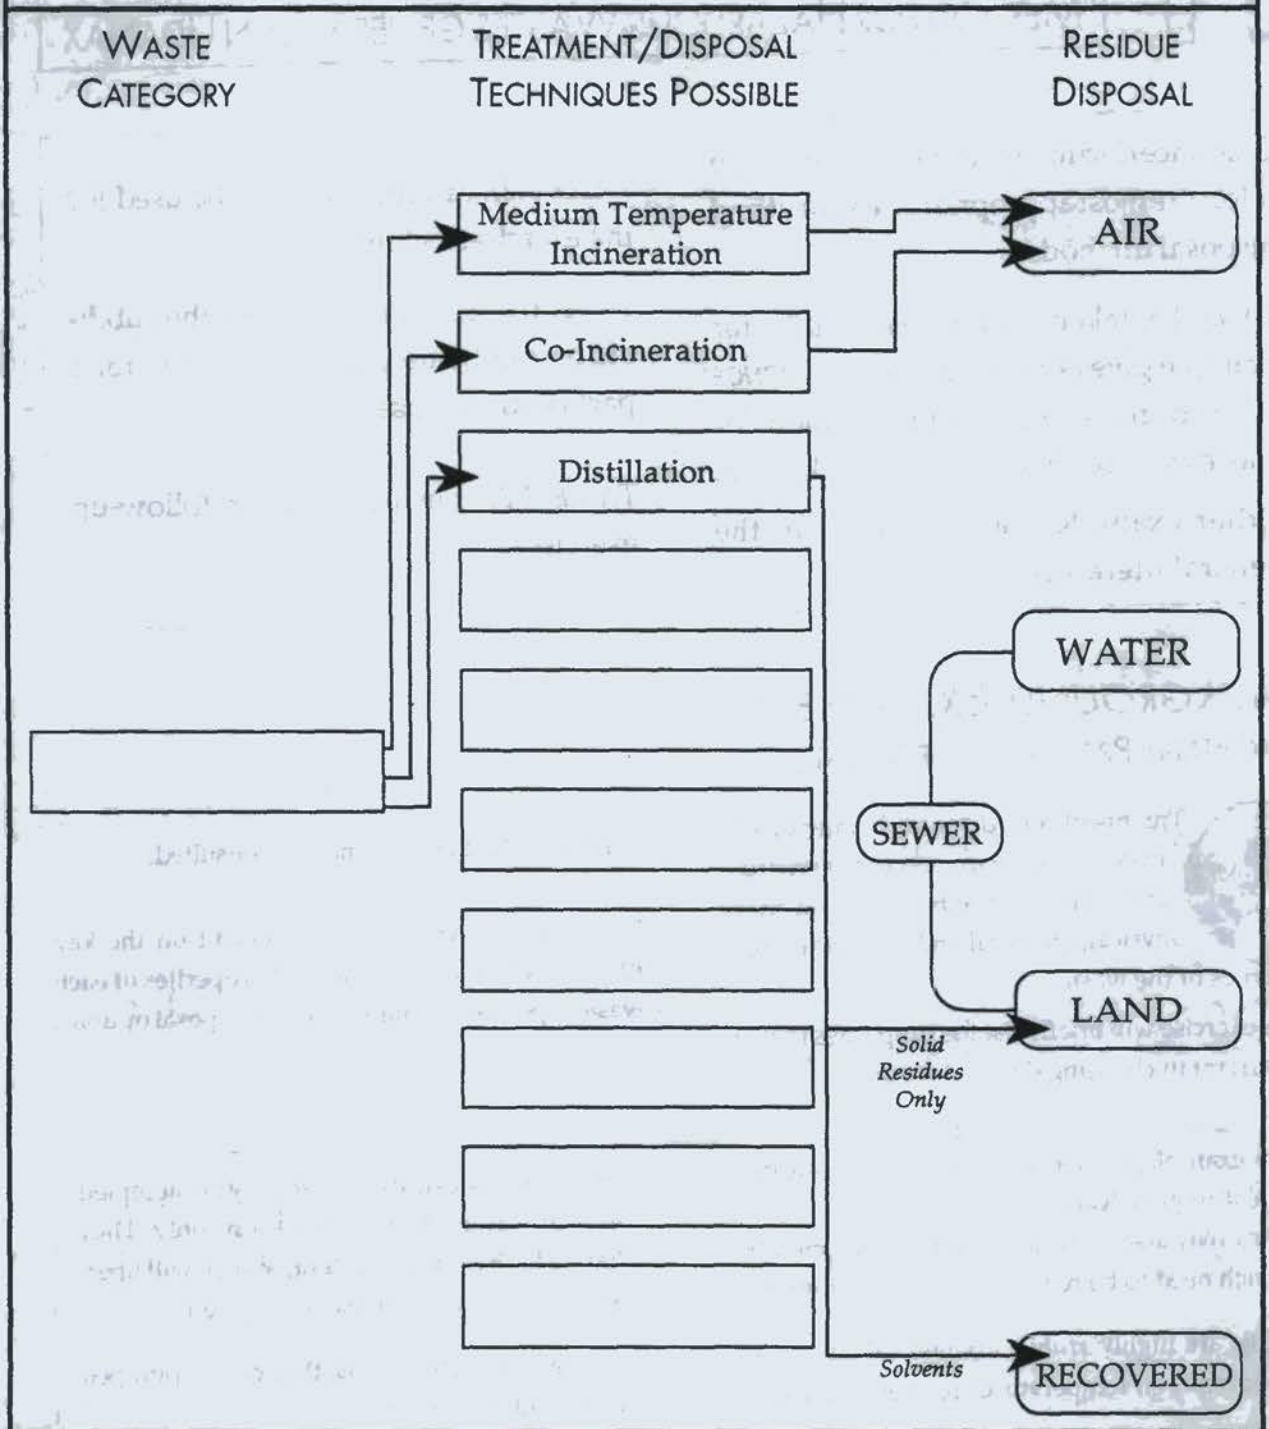 WASTE
CATEGORY
TREATMENT/DISPOSAL
TECHNIQUES POSSIBLE
RESIDUE
DISPOSAL
Medium Temperature
Incineration
AIR
Co-Incineration
Distillation
WATER
SEWER
LAND
Solid
Residues
Only
Solvents
RECOVERED